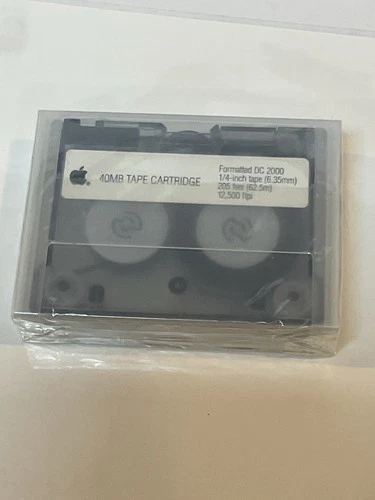 40MB TAPE CARTRIDGE
Formatted DC 2000
1/4-inch tape (6.35mm)
205 feet (62.5m)
12,500 ftpi